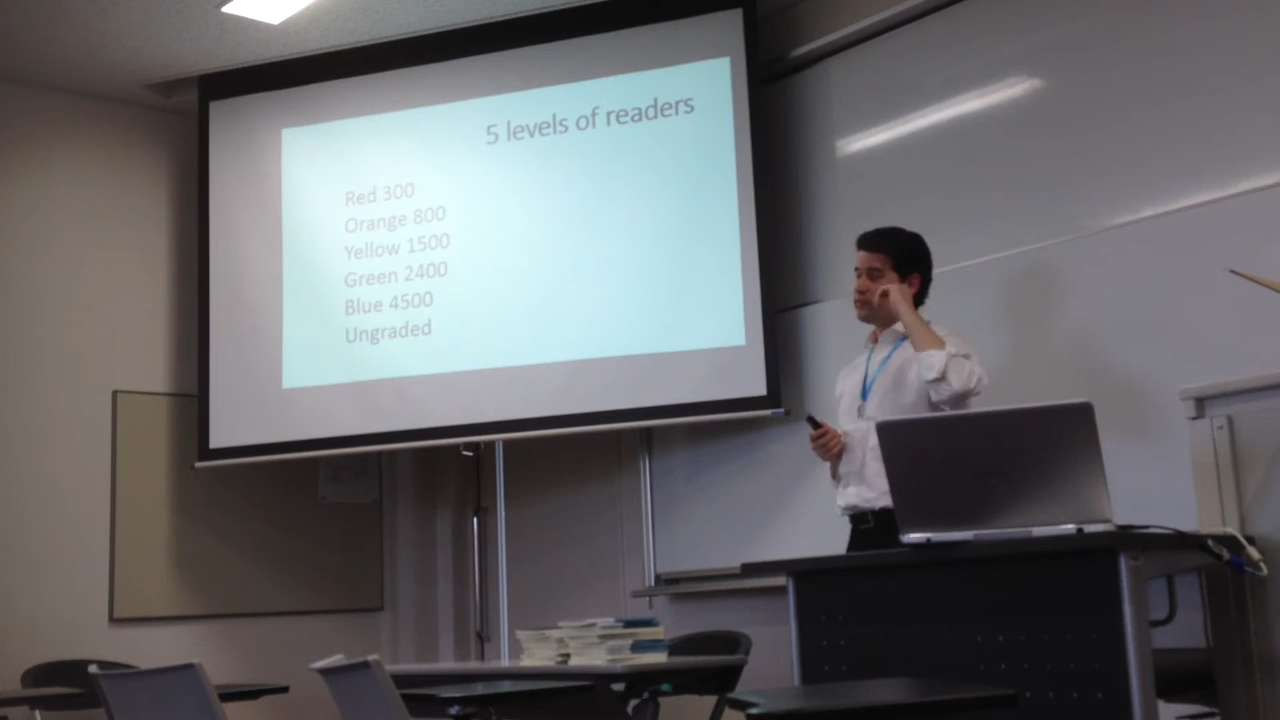 5 levels of readers
Red 300
Orange 800
Yellow 1500
Green 2400
Blue 4500
Ungraded